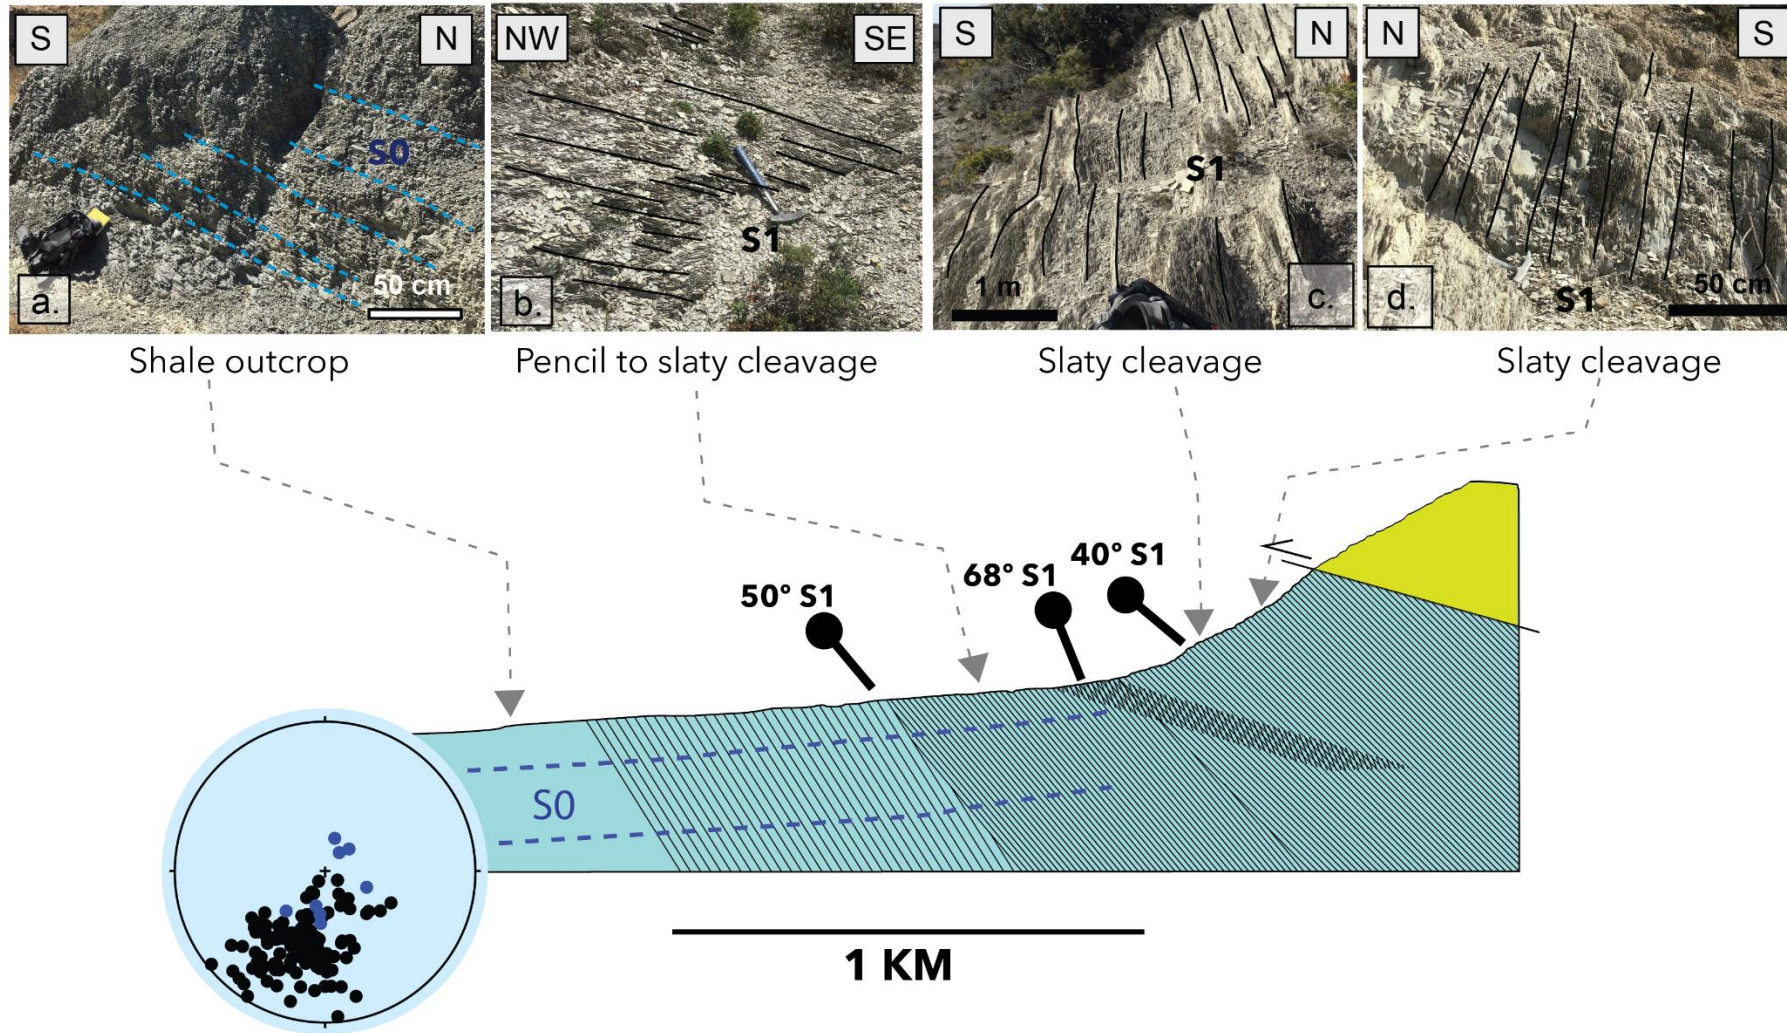 S
N
S0
50 cm
a.
NW
SE
S1
b.
S
N
S1
1 m
c.
N
S
S1
50 cm
d.
Shale outcrop
Pencil to slaty cleavage
Slaty cleavage
Slaty cleavage
50° S1
68° S1
40° S1
S0
1 KM